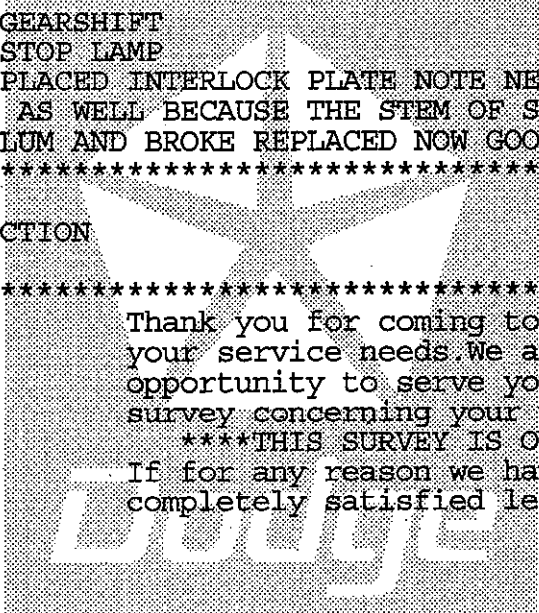 GEARSHIFT
STOP LAMP
PLACED INTERLOCK PLATE NOTE NE
AS WELL BECAUSE THE STEM OF S
LUM AND BROKE REPLACED NOW GOO
******************************
CTION
******************************
Thank you for coming to
your service needs.We a
opportunity to serve yo
survey concerning your
****THIS SURVEY IS O
If for any reason we ha
completely satisfied le
Dodge